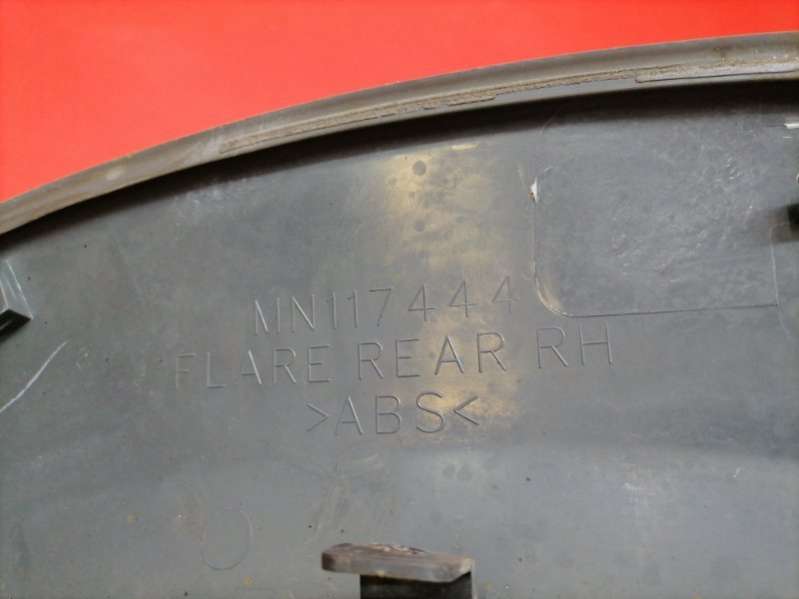 MN117444
FLARE REAR RH
>ABS<